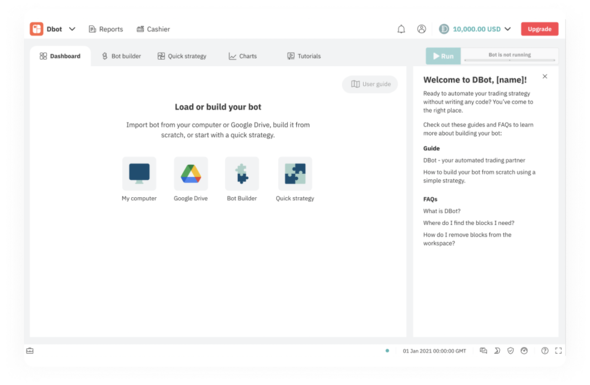 Dbot
Reports
Cashier
10,000.00 USD
Upgrade
Dashboard
Bot builder
Quick strategy
Charts
Tutorials
Run
Bot is not running
User guide
Load or build your bot
Import bot from your computer or Google Drive, build it from
scratch, or start with a quick strategy.
My computer
Google Drive
Bot Builder
Quick strategy
Welcome to DBot, [name]!
Ready to automate your trading strategy
without writing any code? You've come to
the right place.
Check out these guides and FAQs to learn
more about building your bot:
Guide
DBot - your automated trading partner
How to build your bot from scratch using a
simple strategy.
FAQs
What is DBot?
Where do I find the blocks I need?
How do I remove blocks from the
workspace?
01 Jan 2021 00:00:00 GMT